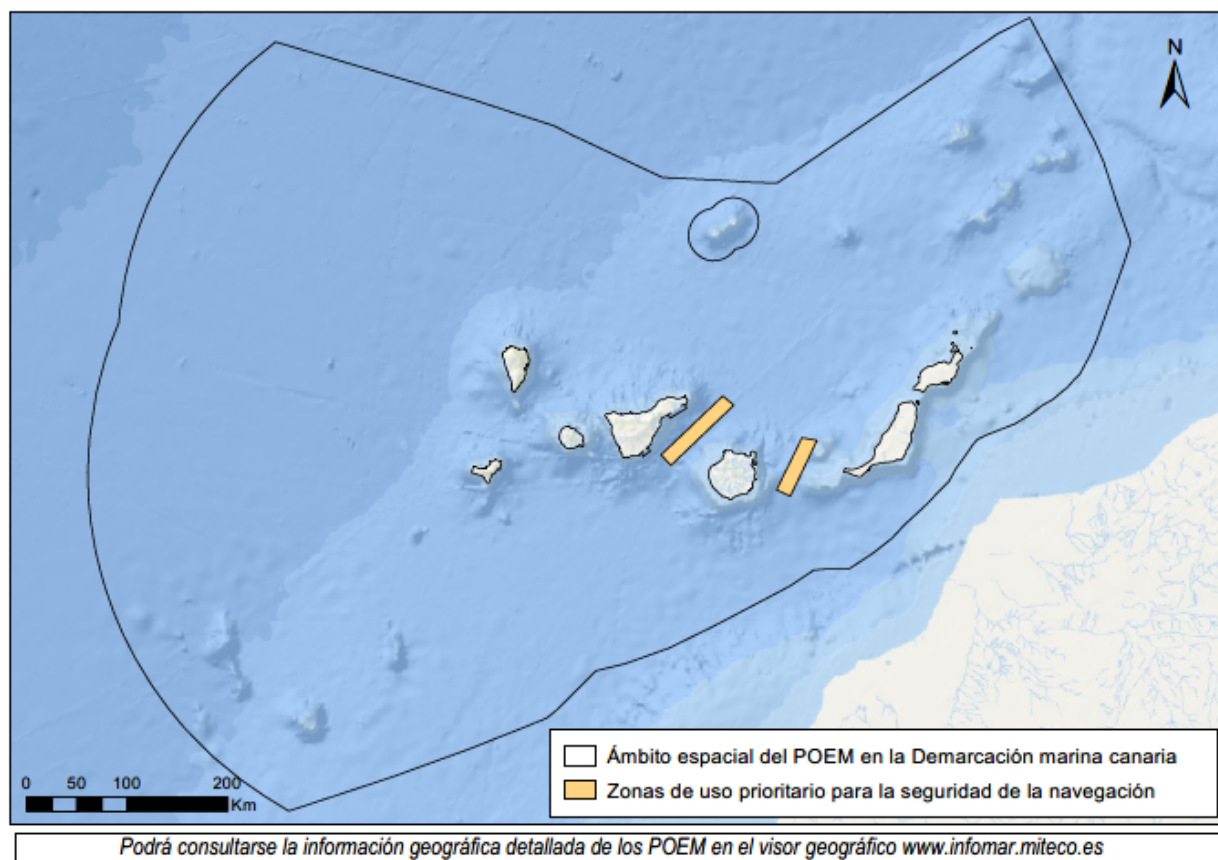 N
Ámbito espacial del POEM en la Demarcación marina canaria
Zonas de uso prioritario para la seguridad de la navegación
0 50 100 200
Km
Podrá consultarse la información geográfica detallada de los POEM en el visor geográfico www.infomar.miteco.es